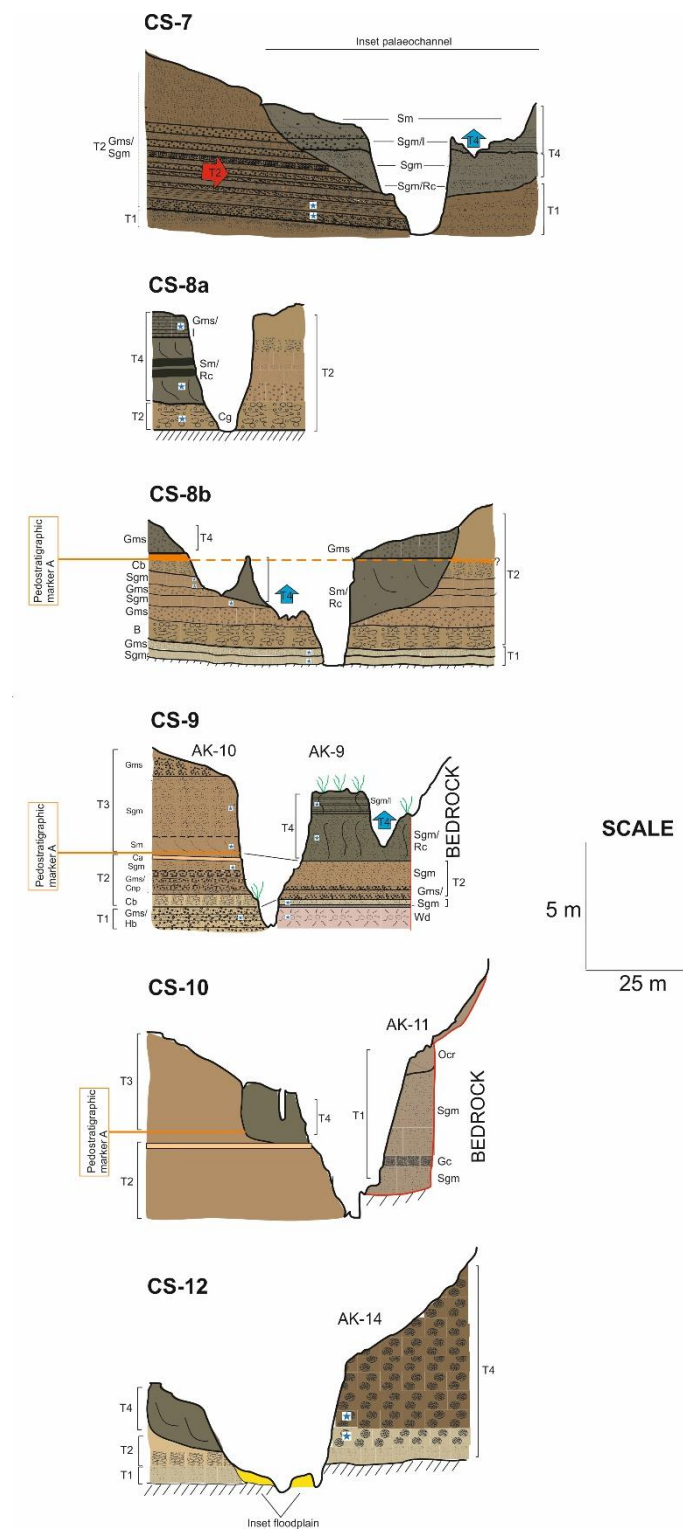 CS-7
Inset palaeochannel
Sm
Sgm/l
T4
Sgm
Sgm/Rc
T4
T2 Gms/
Sgm
T2
T1
T1
CS-8a
Gms/
l
T4
Sm/
Rc
T2
T2
Cg
CS-8b
Pedostratigraphic
marker A
Gms
T4
Cb
Sgm
Gms
Sgm
Gms
B
Gms
Sgm
T4
Gms
Sm/
Rc
?
T2
T1
CS-9
AK-10
AK-9
BEDROCK
Pedostratigraphic
marker A
T3
Gms
Sgm
Sm
Ca
Sgm
T2
Gms/
Cnp
Cb
T1
Gms/
Hb
T4
Sgm/l
T4
Sgm/
Rc
Sgm
T2
Gms/
Sgm
Wd
SCALE
5 m
25 m
CS-10
AK-11
BEDROCK
Pedostratigraphic
marker A
T3
T4
T2
T1
Ocr
Sgm
Gc
Sgm
CS-12
AK-14
T4
T2
T1
T4
Inset floodplain